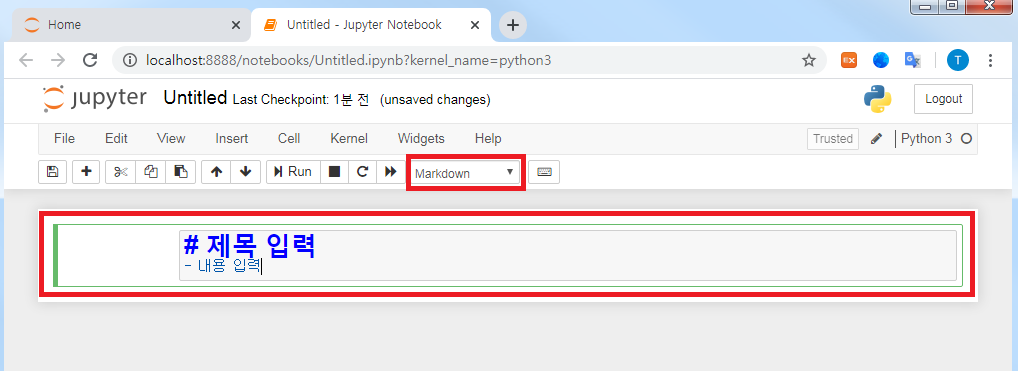 Home
Untitled - Jupyter Notebook
localhost:8888/notebooks/Untitled.ipynb?kernel_name=python3
EX
T
jupyter Untitled Last Checkpoint: 1분 전 (unsaved changes)
Logout
File Edit View Insert Cell Kernel Widgets Help
Trusted
Python 3
Run
Markdown
# 제목 입력
- 내용 입력